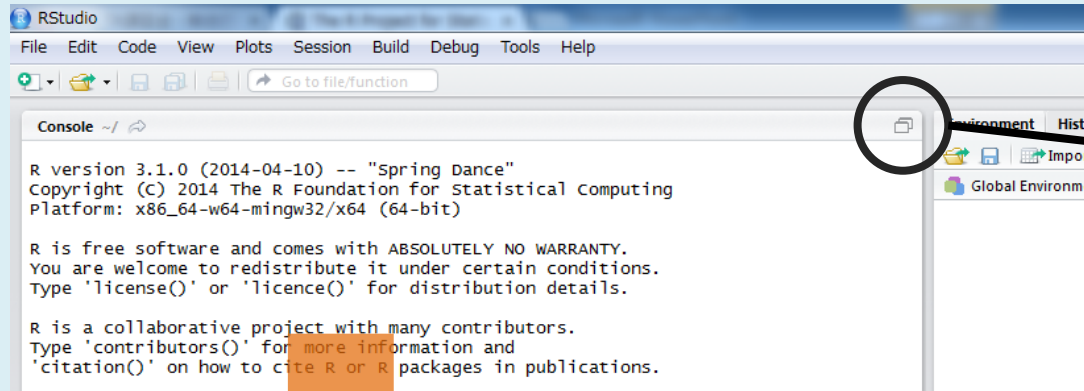 RStudio
File Edit Code View Plots Session Build Debug Tools Help
Go to file/function
Console ~/
R version 3.1.0 (2014-04-10) -- "Spring Dance"
Copyright (C) 2014 The R Foundation for Statistical Computing
Platform: x86_64-w64-mingw32/x64 (64-bit)
R is free software and comes with ABSOLUTELY NO WARRANTY.
You are welcome to redistribute it under certain conditions.
Type 'license()' or 'licence()' for distribution details.
R is a collaborative project with many contributors.
Type 'contributors()' for more information and
'citation()' on how to cite R or R packages in publications.
Environment Hist
Impo
Global Environm